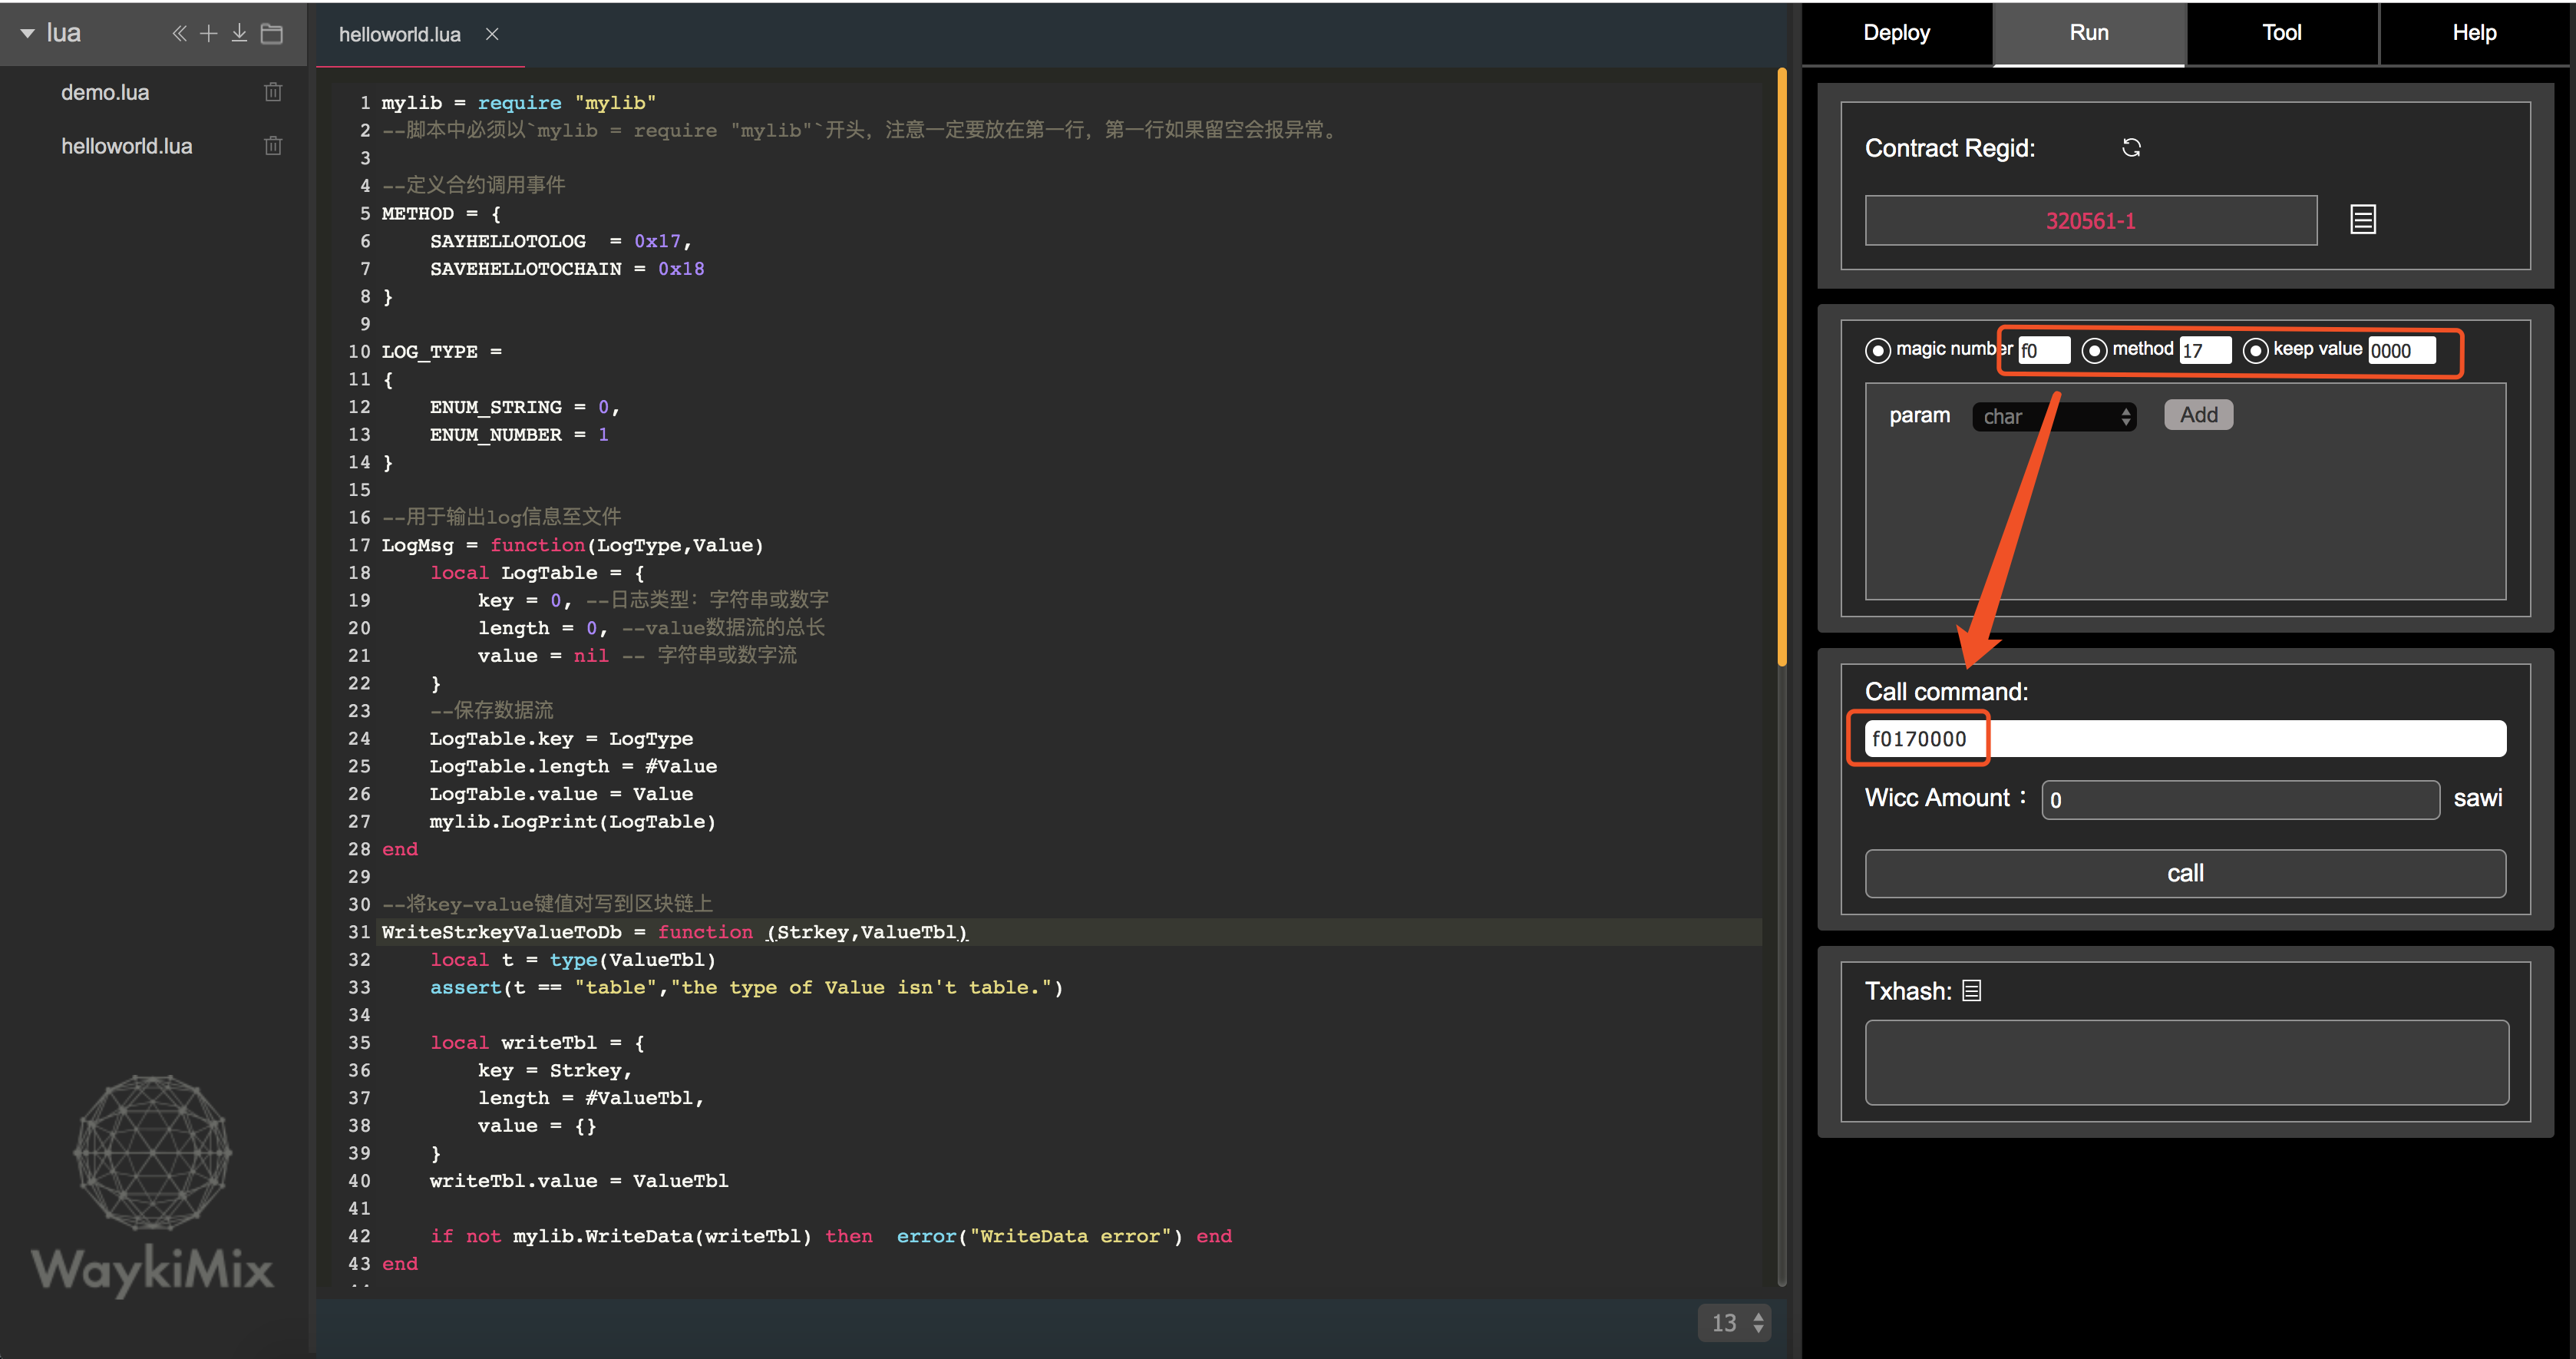 lua
demo.lua
helloworld.lua
WaykiMix
helloworld.lua
1 mylib = require "mylib"
2 --脚本中必须以`mylib = require "mylib"`开头，注意一定要放在第一行，第一行如果留空会报异常。
3
4 --定义合约调用事件
5 METHOD = {
6 SAYHELLOTOLOG = 0x17,
7 SAVEHELLOTOCHAIN = 0x18
8 }
9
10 LOG_TYPE =
11 {
12 ENUM_STRING = 0,
13 ENUM_NUMBER = 1
14 }
15
16 --用于输出log信息至文件
17 LogMsg = function(LogType,Value)
18 local LogTable = {
19 key = 0, --日志类型：字符串或数字
20 length = 0, --value数据流的总长
21 value = nil -- 字符串或数字流
22 }
23 --保存数据流
24 LogTable.key = LogType
25 LogTable.length = #Value
26 LogTable.value = Value
27 mylib.LogPrint(LogTable)
28 end
29
30 --将key-value键值对写到区块链上
31 WriteStrkeyValueToDb = function (Strkey,ValueTbl)
32 local t = type(ValueTbl)
33 assert(t == "table","the type of Value isn't table.")
34
35 local writeTbl = {
36 key = Strkey,
37 length = #ValueTbl,
38 value = {}
39 }
40 writeTbl.value = ValueTbl
41
42 if not mylib.WriteData(writeTbl) then error("WriteData error") end
43 end
13
Deploy Run Tool Help
Contract Regid:
320561-1
magic number f0 method 17 keep value 0000
param char Add
Call command:
f0170000
Wicc Amount： 0 sawi
call
Txhash: